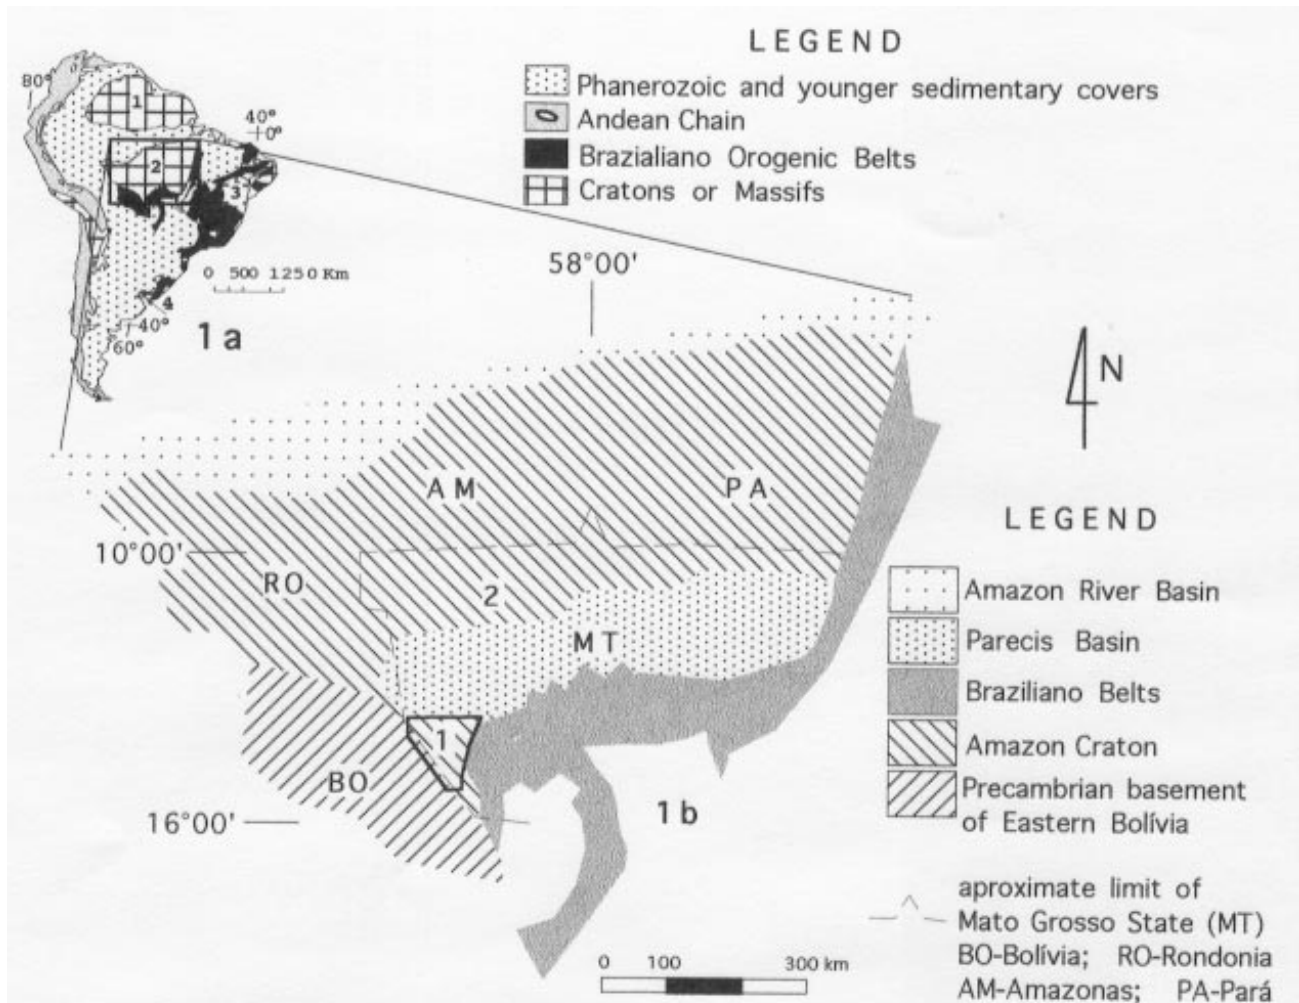 LEGEND
Phanerozoic and younger sedimentary covers
Andean Chain
Brazialiano Orogenic Belts
Cratons or Massifs
80°
1
40°
0°
2
3
0 500 1250 Km
4
40°
60°
1a
58°00'
N
AM
PA
10°00'
RO
2
MT
1
BO
16°00'
1b
LEGEND
Amazon River Basin
Parecis Basin
Braziliano Belts
Amazon Craton
Precambrian basement
of Eastern Bolívia
aproximate limit of
Mato Grosso State (MT)
BO-Bolívia; RO-Rondonia
AM-Amazonas; PA-Pará
0 100 300 km